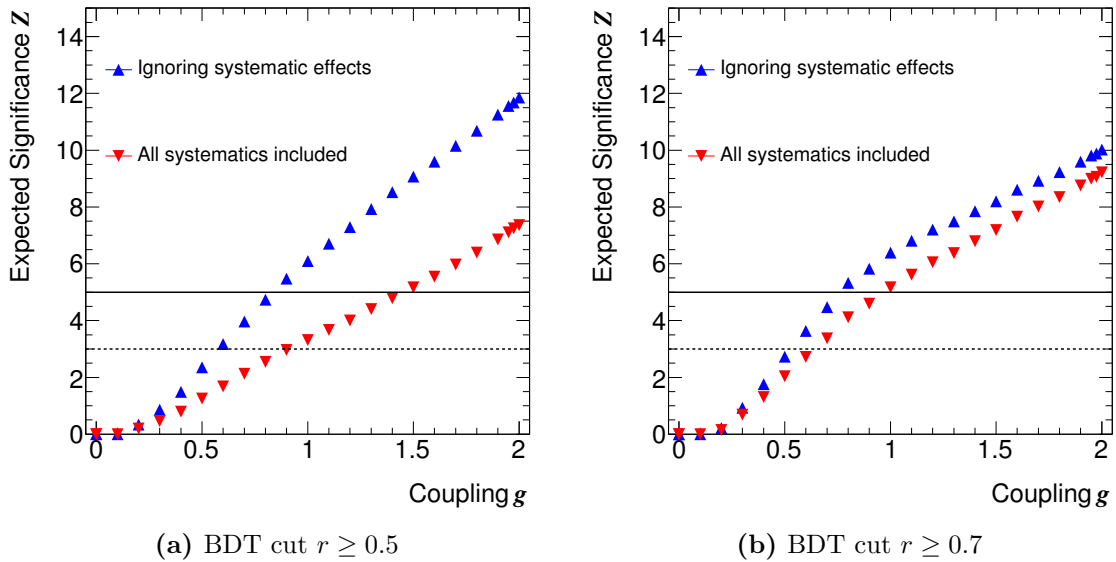 Expected Significance Z
14
12
10
8
6
4
2
0
Ignoring systematic effects
All systematics included
0 0.5 1 1.5 2
Coupling g
(a) BDT cut r ≥ 0.5
Expected Significance Z
14
12
10
8
6
4
2
0
Ignoring systematic effects
All systematics included
0 0.5 1 1.5 2
Coupling g
(b) BDT cut r ≥ 0.7